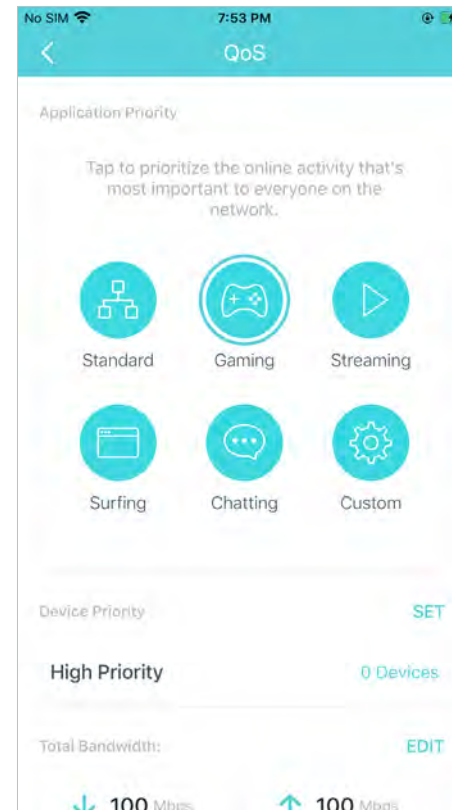 No SIM 7:53 PM
QoS
Application Priority
Tap to prioritize the online activity that's
most important to everyone on the
network.
Standard Gaming Streaming
Surfing Chatting Custom
Device Priority SET
High Priority 0 Devices
Total Bandwidth: EDIT
100 Mbps 100 Mbps